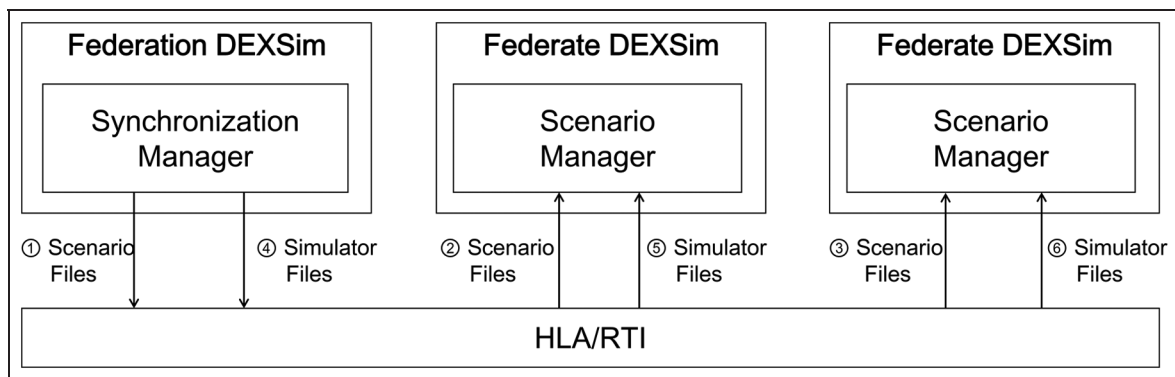 Federation DEXSim
Synchronization
Manager
Federate DEXSim
Scenario
Manager
Federate DEXSim
Scenario
Manager
① Scenario
Files
④ Simulator
Files
② Scenario
Files
⑤ Simulator
Files
③ Scenario
Files
⑥ Simulator
Files
HLA/RTI